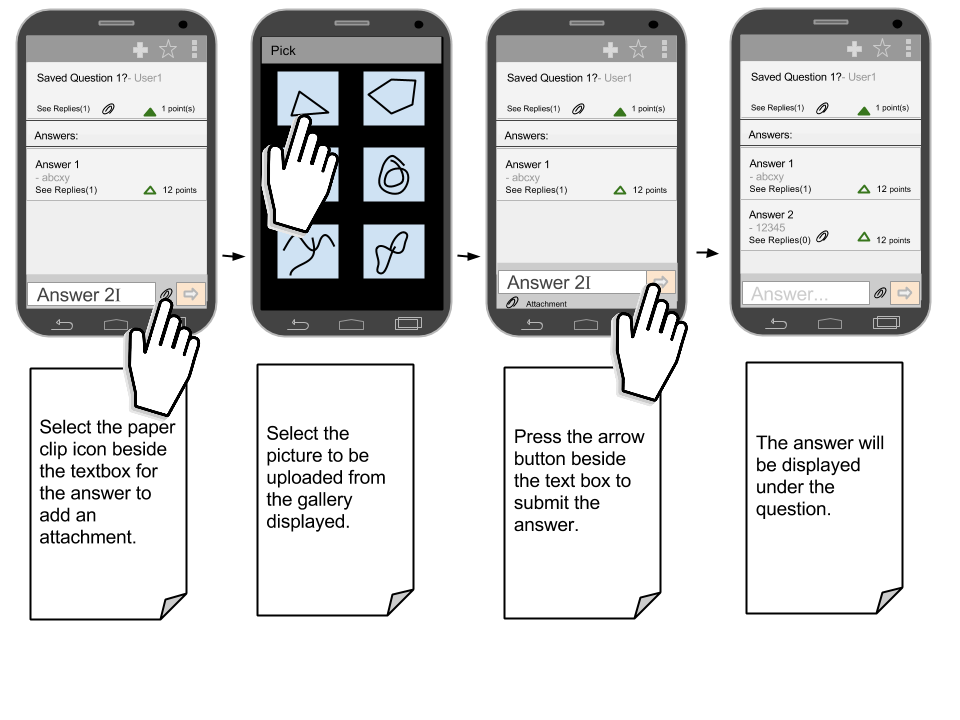 Saved Question 1?- User1
See Replies(1) 1 point(s)
Answers:
Answer 1
- abcxy
See Replies(1) 12 points
Answer 2
Pick
Saved Question 1?- User1
See Replies(1) 1 point(s)
Answers:
Answer 1
- abcxy
See Replies(1) 12 points
Answer 2
Attachment
Saved Question 1?- User1
See Replies(1) 1 point(s)
Answers:
Answer 1
- abcxy
See Replies(1) 12 points
Answer 2
- 12345
See Replies(0) 12 points
Answer...
Select the paper
clip icon beside
the textbox for
the answer to
add an
attachment.
Select the
picture to be
uploaded from
the gallery
displayed.
Press the arrow
button beside
the text box to
submit the
answer.
The answer will
be displayed
under the
question.